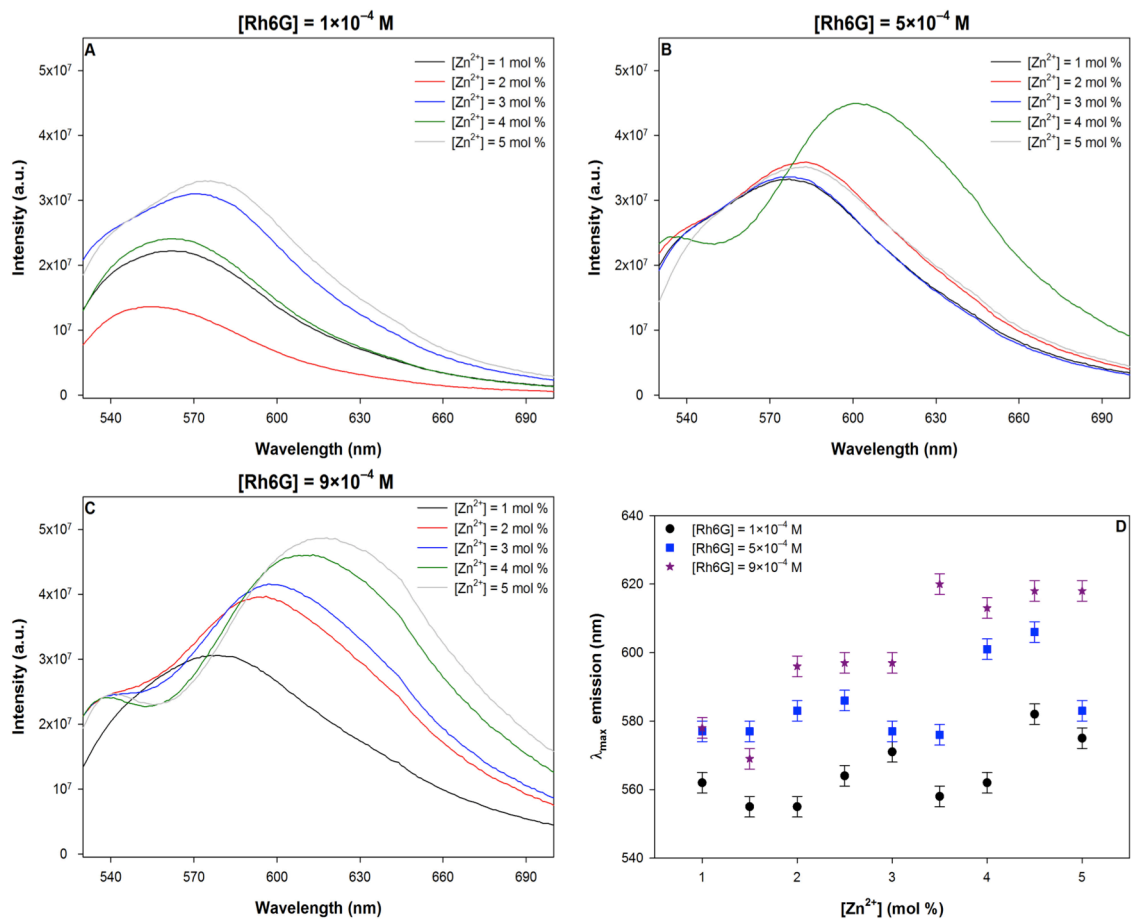 [Rh6G] = 1×10⁻⁴ M
A
[Zn²⁺] = 1 mol %
[Zn²⁺] = 2 mol %
[Zn²⁺] = 3 mol %
[Zn²⁺] = 4 mol %
[Zn²⁺] = 5 mol %
5x10⁷
4x10⁷
3x10⁷
2x10⁷
10⁷
0
Intensity (a.u.)
540 570 600 630 660 690
Wavelength (nm)
[Rh6G] = 5×10⁻⁴ M
B
[Zn²⁺] = 1 mol %
[Zn²⁺] = 2 mol %
[Zn²⁺] = 3 mol %
[Zn²⁺] = 4 mol %
[Zn²⁺] = 5 mol %
5x10⁷
4x10⁷
3x10⁷
2x10⁷
10⁷
0
Intensity (a.u.)
540 570 600 630 660 690
Wavelength (nm)
[Rh6G] = 9×10⁻⁴ M
C
[Zn²⁺] = 1 mol %
[Zn²⁺] = 2 mol %
[Zn²⁺] = 3 mol %
[Zn²⁺] = 4 mol %
[Zn²⁺] = 5 mol %
5x10⁷
4x10⁷
3x10⁷
2x10⁷
10⁷
0
Intensity (a.u.)
540 570 600 630 660 690
Wavelength (nm)
D
[Rh6G] = 1×10⁻⁴ M
[Rh6G] = 5×10⁻⁴ M
[Rh6G] = 9×10⁻⁴ M
640
620
600
580
560
540
λmax emission (nm)
1 2 3 4 5
[Zn²⁺] (mol %)